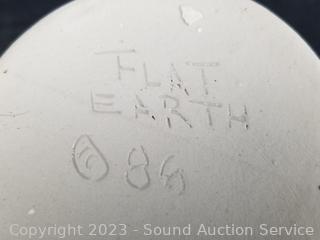 FLAT
EARTH
© 86
Copyright 2023 - Sound Auction Service